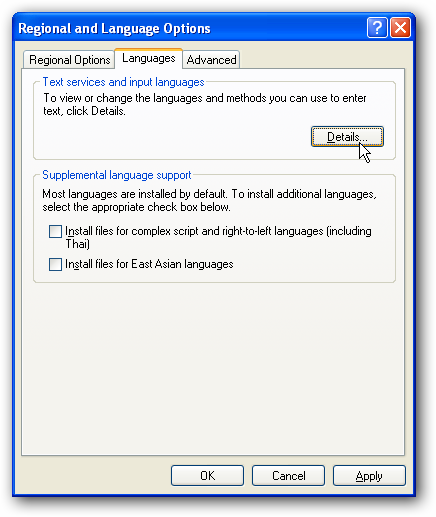 Regional and Language Options
Regional Options
Languages
Advanced
Text services and input languages
To view or change the languages and methods you can use to enter
text, click Details.
Details...
Supplemental language support
Most languages are installed by default. To install additional languages,
select the appropriate check box below.
Install files for complex script and right-to-left languages (including
Thai)
Install files for East Asian languages
OK
Cancel
Apply